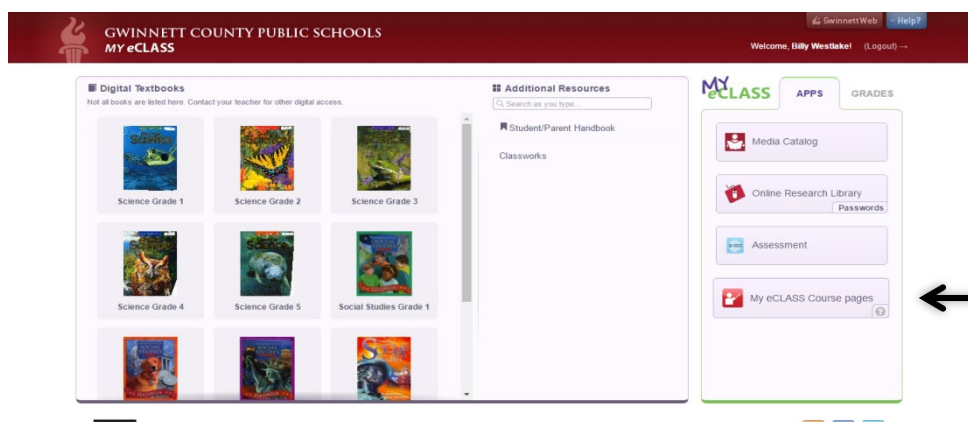 GwinnettWeb
Help?
GWINNETT COUNTY PUBLIC SCHOOLS
MY eCLASS
Welcome, Billy Westlake! (Logout) →
Digital Textbooks
Not all books are listed here. Contact your teacher for other digital access.
Science Grade 1
Science Grade 2
Science Grade 3
Science Grade 4
Science Grade 5
Social Studies Grade 1
Additional Resources
Search as you type...
Student/Parent Handbook
Classworks
MY eCLASS
APPS
GRADES
Media Catalog
Online Research Library
Passwords
Assessment
My eCLASS Course pages